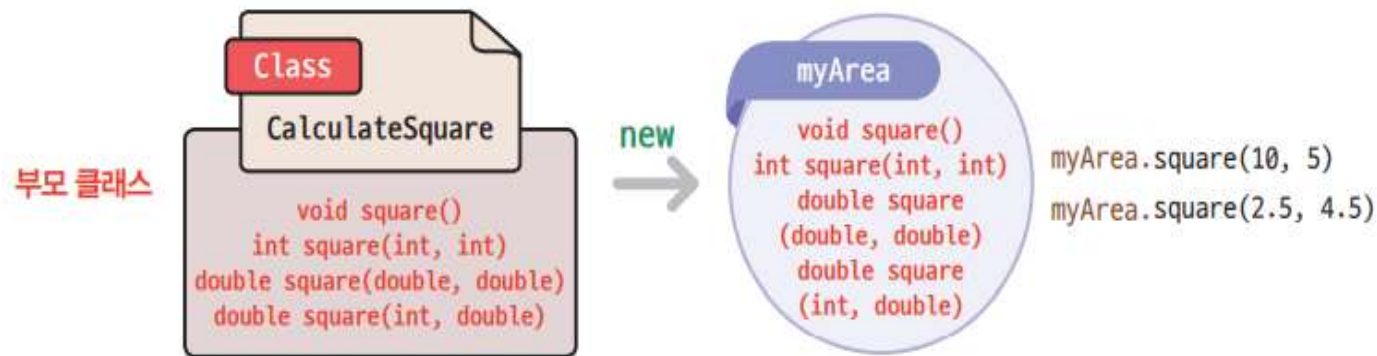 부모 클래스
Class
CalculateSquare
void square()
int square(int, int)
double square(double, double)
double square(int, double)
new
myArea
void square()
int square(int, int)
double square
(double, double)
double square
(int, double)
myArea.square(10, 5)
myArea.square(2.5, 4.5)